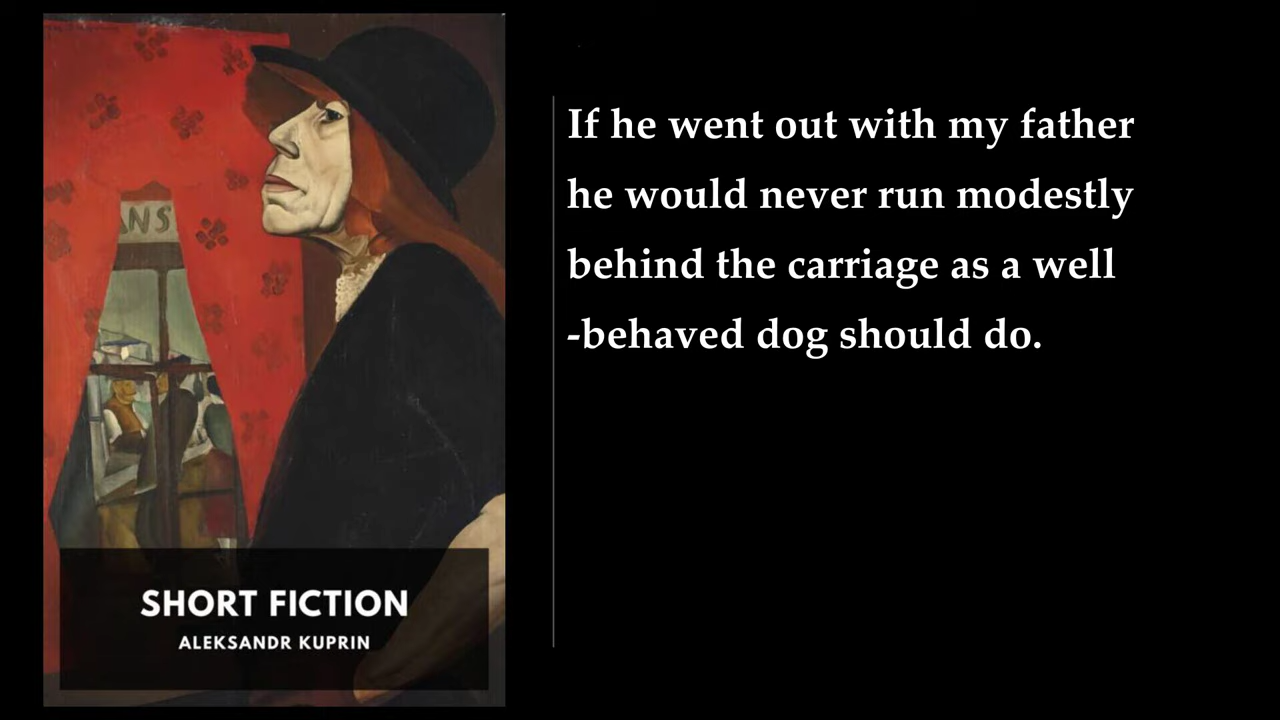 ANS
SHORT FICTION
ALEKSANDR KUPRIN
If he went out with my father
he would never run modestly
behind the carriage as a well
-behaved dog should do.